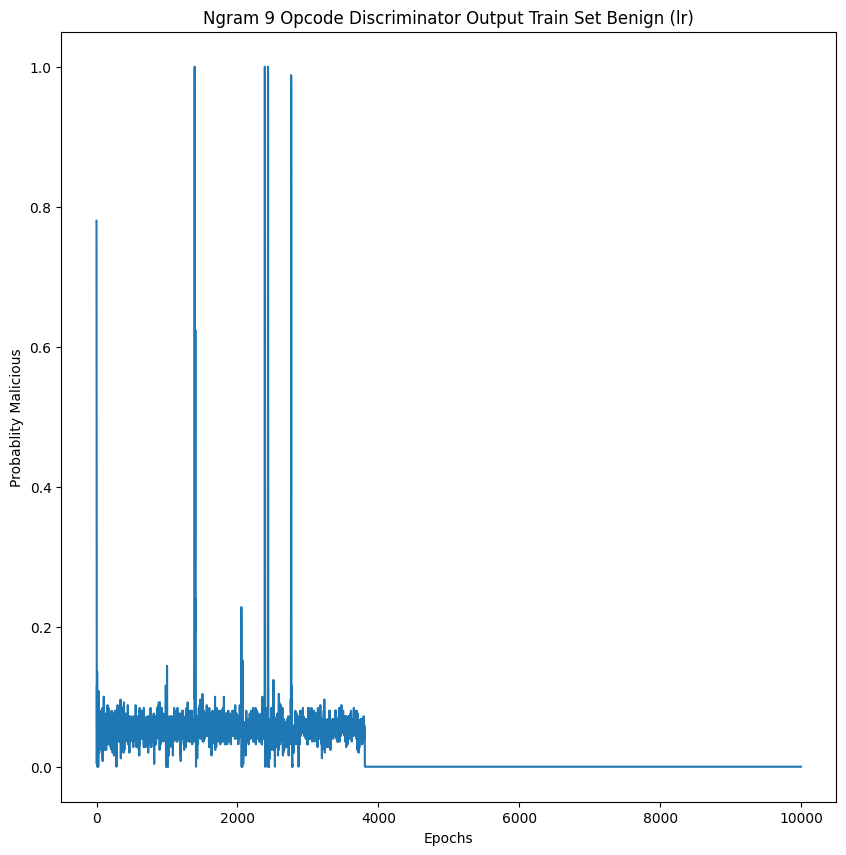 Ngram 9 Opcode Discriminator Output Train Set Benign (lr)
1.0
0.8
0.6
0.4
0.2
0.0
Probablity Malicious
0 2000 4000 6000 8000 10000
Epochs